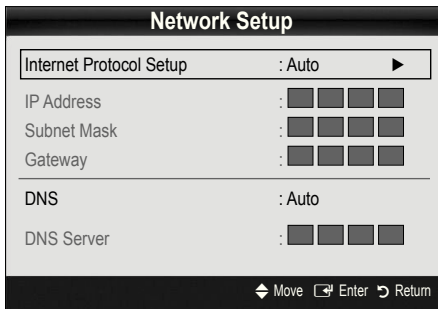 Network Setup
Internet Protocol Setup : Auto ►
IP Address :
Subnet Mask :
Gateway :
DNS : Auto
DNS Server :
Move Enter Return